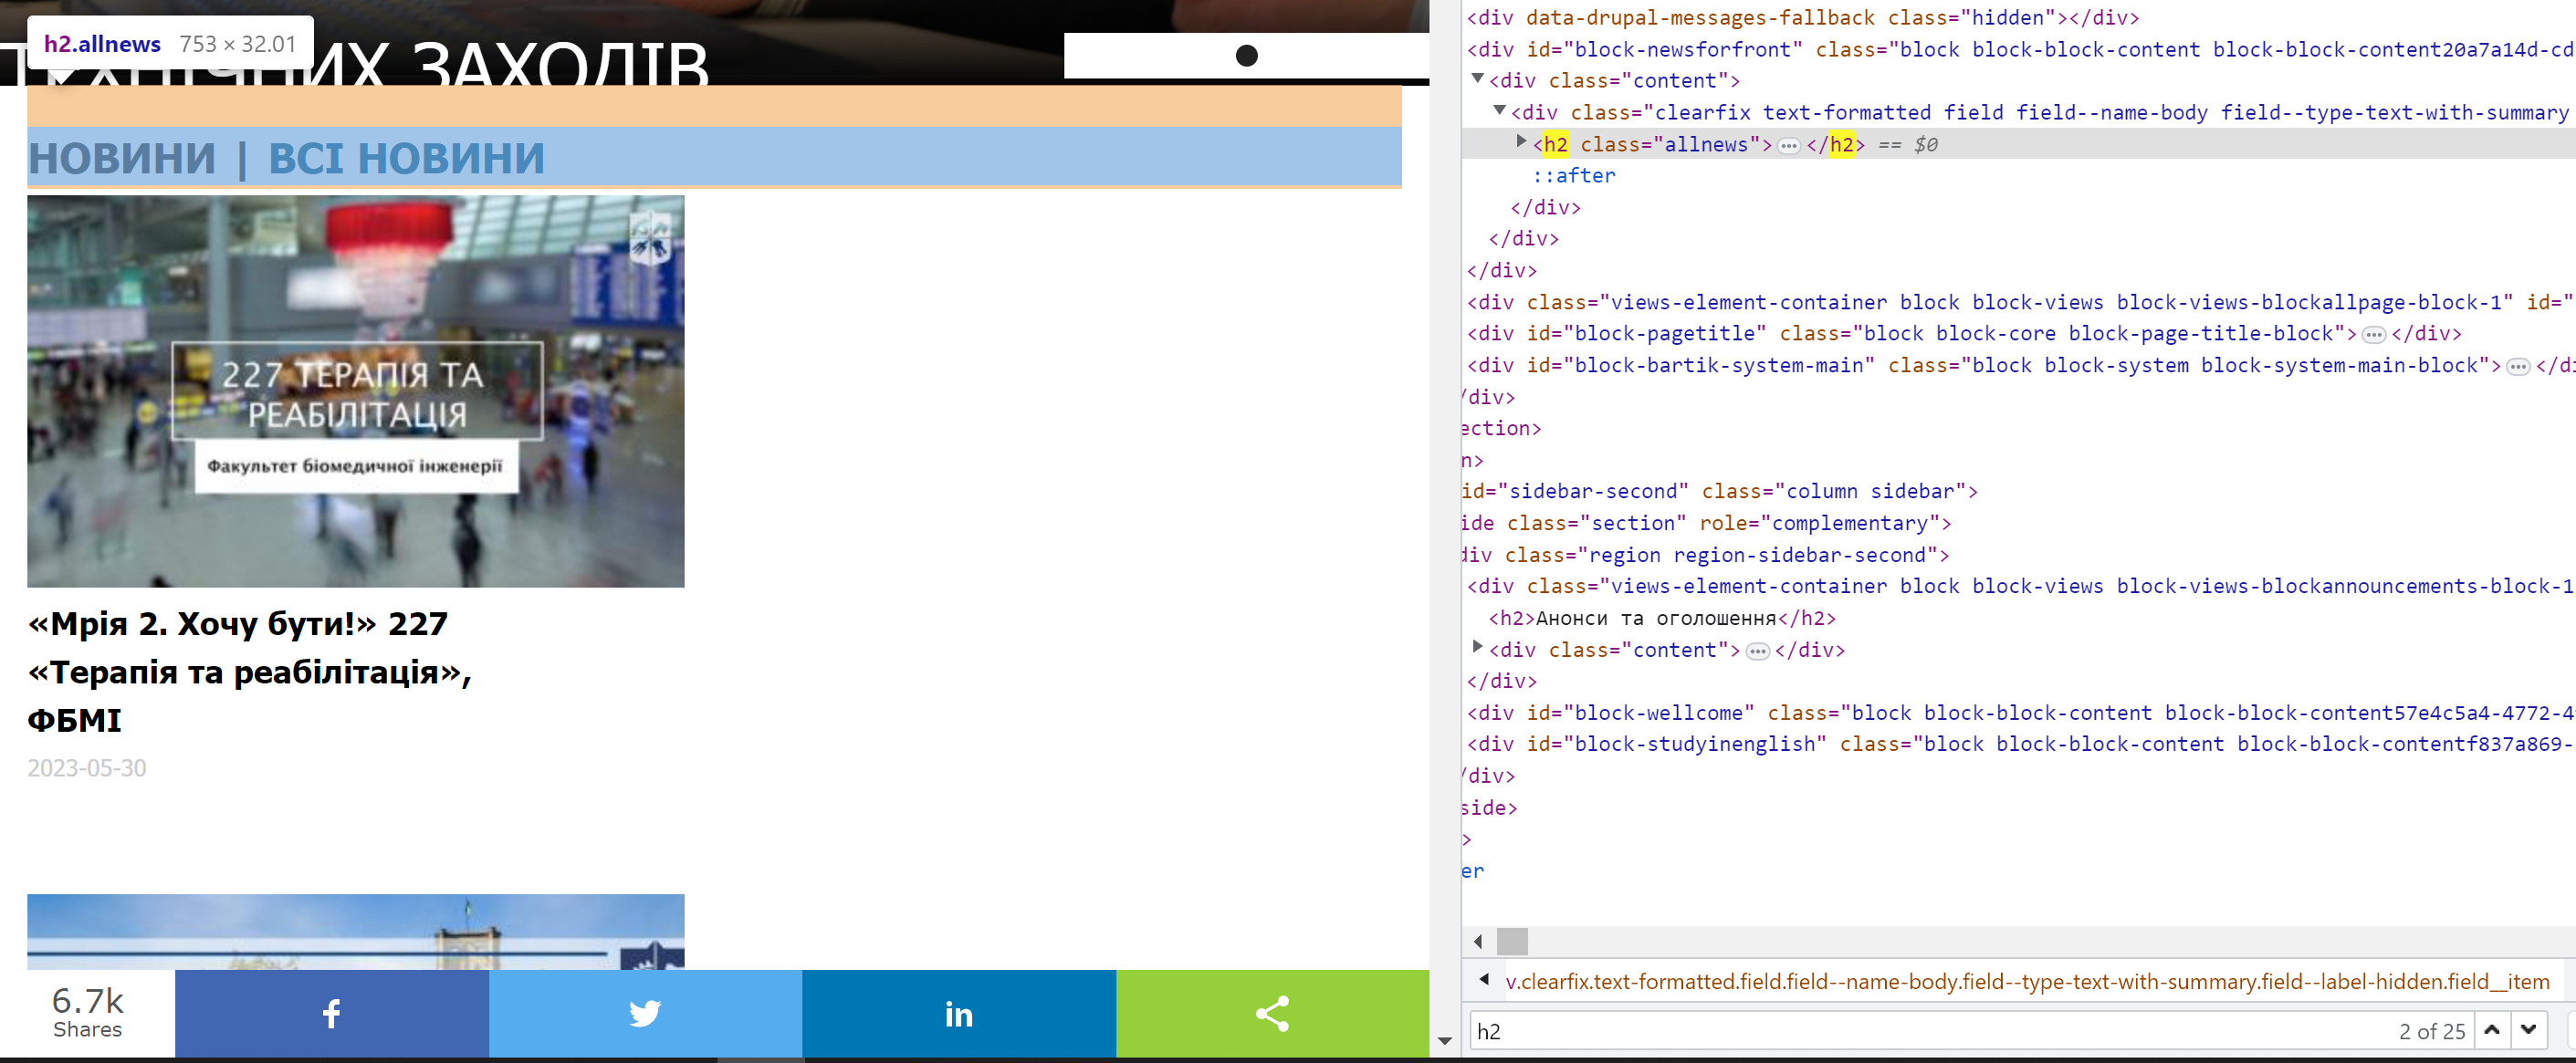 h2.allnews 753 × 32.01
ЗАХОДІВ
НОВИНИ | ВСІ НОВИНИ
227 ТЕРАПІЯ ТА
РЕАБІЛІТАЦІЯ
Факультет біомедичної інженерії
«Мрія 2. Хочу бути!» 227
«Терапія та реабілітація»,
ФБМІ
2023-05-30
6.7k
Shares
<div data-drupal-messages-fallback class="hidden"></div>
<div id="block-newsforfront" class="block block-block-content block-block-content20a7a14d-cd
<div class="content">
<div class="clearfix text-formatted field field--name-body field--type-text-with-summary
<h2 class="allnews">…</h2> == $0
::after
</div>
</div>
</div>
<div class="views-element-container block block-views block-views-blockallpage-block-1" id="
<div id="block-pagetitle" class="block block-core block-page-title-block">…</div>
<div id="block-bartik-system-main" class="block block-system block-system-main-block">…</di
/div>
ection>
n>
id="sidebar-second" class="column sidebar">
ide class="section" role="complementary">
div class="region region-sidebar-second">
<div class="views-element-container block block-views block-views-blockannouncements-block-1
<h2>Анонси та оголошення</h2>
<div class="content">…</div>
</div>
<div id="block-wellcome" class="block block-block-content block-block-content57e4c5a4-4772-4
<div id="block-studyinenglish" class="block block-block-content block-block-contentf837a869-
/div>
side>
>
er
v.clearfix.text-formatted.field.field--name-body.field--type-text-with-summary.field--label-hidden.field__item
h2 2 of 25